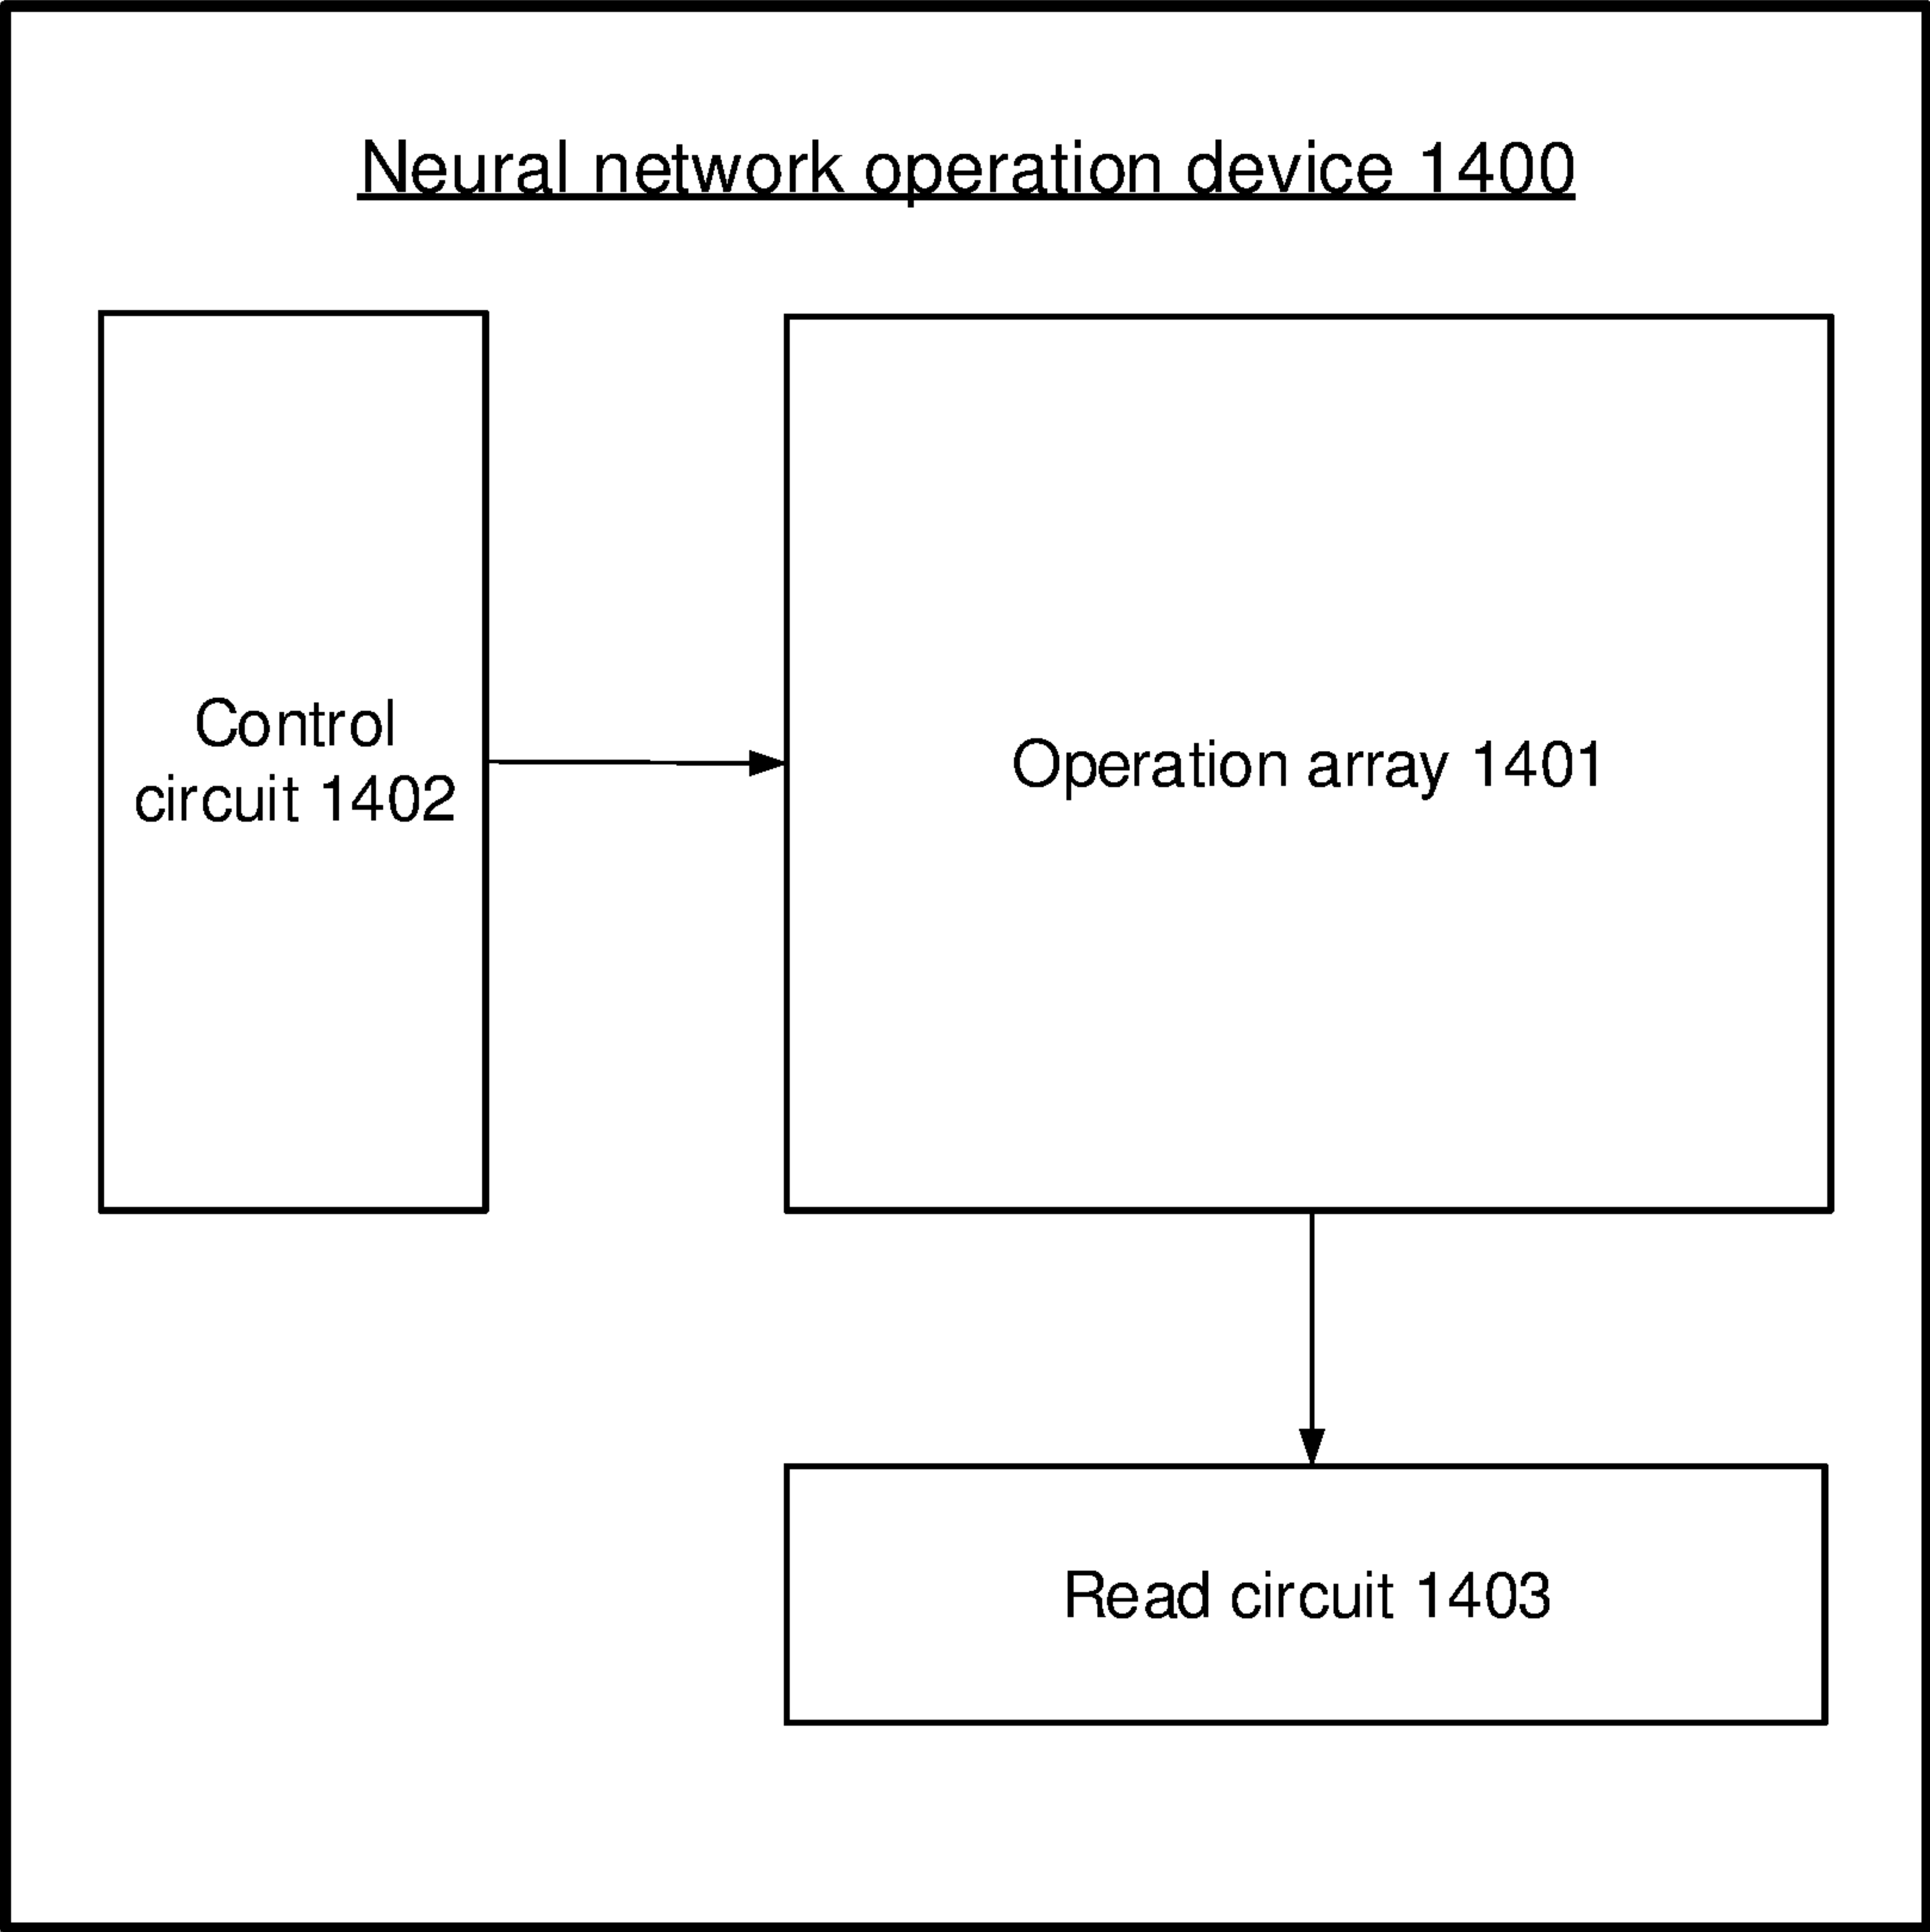 Neural network operation device 1400
Control
circuit 1402
Operation array 1401
Read circuit 1403